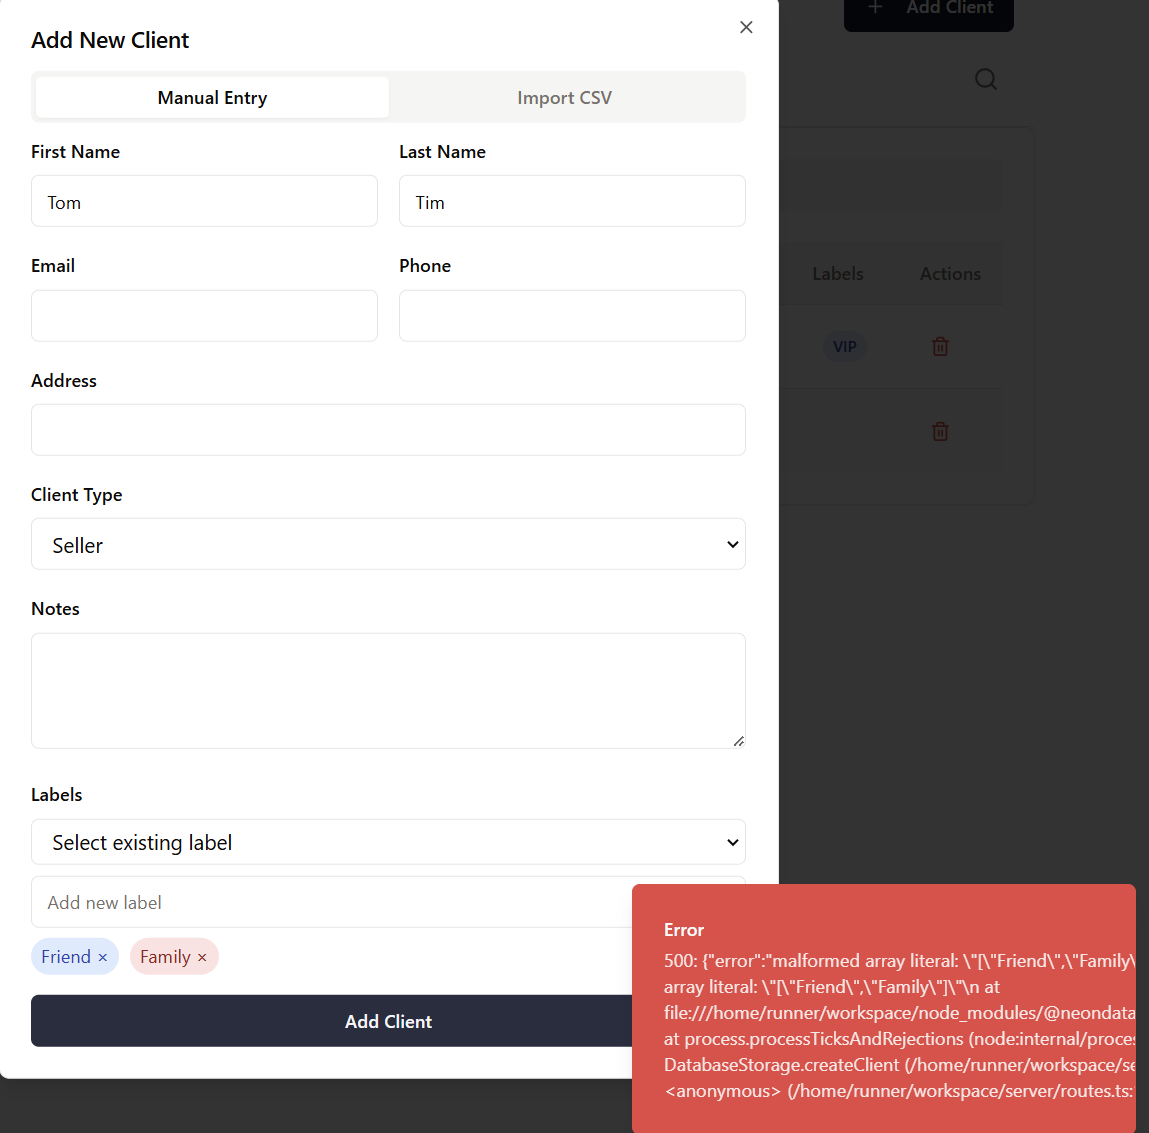 Add New Client
+ Add Client
Manual Entry
Import CSV
First Name
Last Name
Tom
Tim
Email
Phone
Labels
Actions
VIP
Address
Client Type
Seller
Notes
Labels
Select existing label
Add new label
Friend ×
Family ×
Add Client
Error
500: {"error":"malformed array literal: \"[\"Friend\",\"Family\
array literal: \"[\"Friend\",\"Family\"]\"\n at
file:///home/runner/workspace/node_modules/@neondata
at process.processTicksAndRejections (node:internal/proces
DatabaseStorage.createClient (/home/runner/workspace/se
<anonymous> (/home/runner/workspace/server/routes.ts: